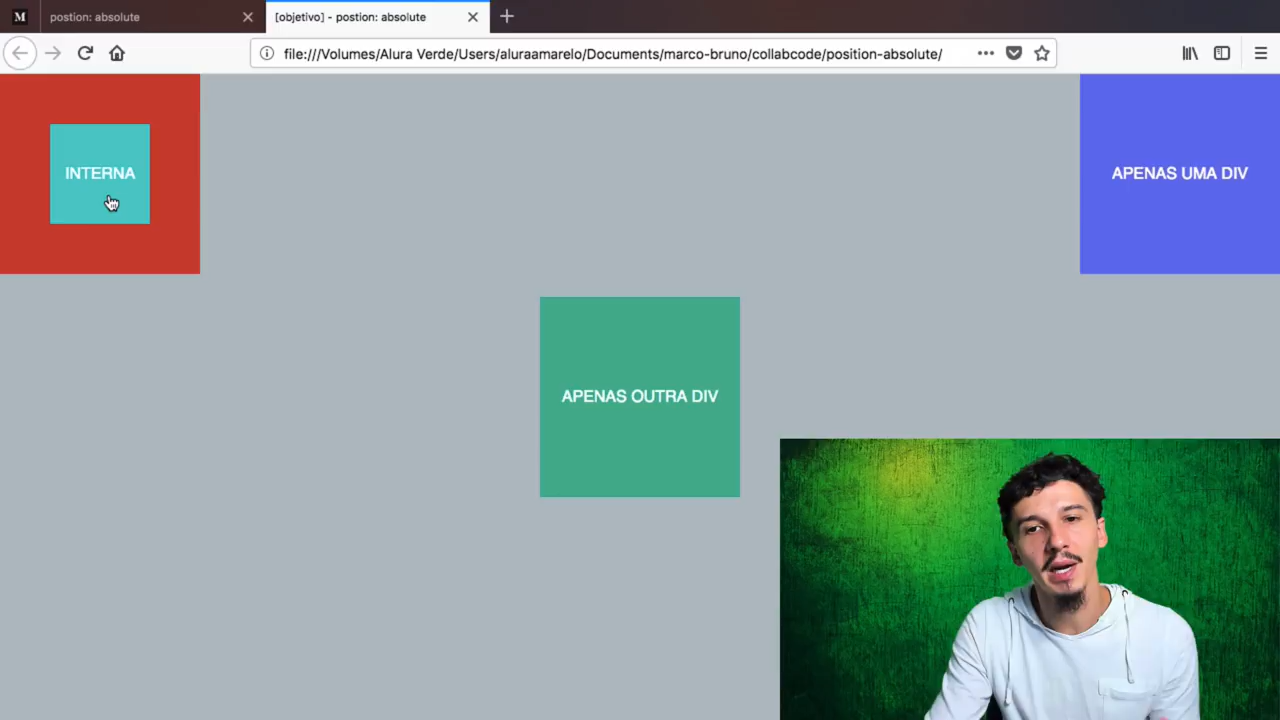 M postion: absolute
[objetivo] - postion: absolute
file:///Volumes/Alura Verde/Users/aluraamarelo/Documents/marco-bruno/collabcode/position-absolute/
INTERNA
APENAS UMA DIV
APENAS OUTRA DIV